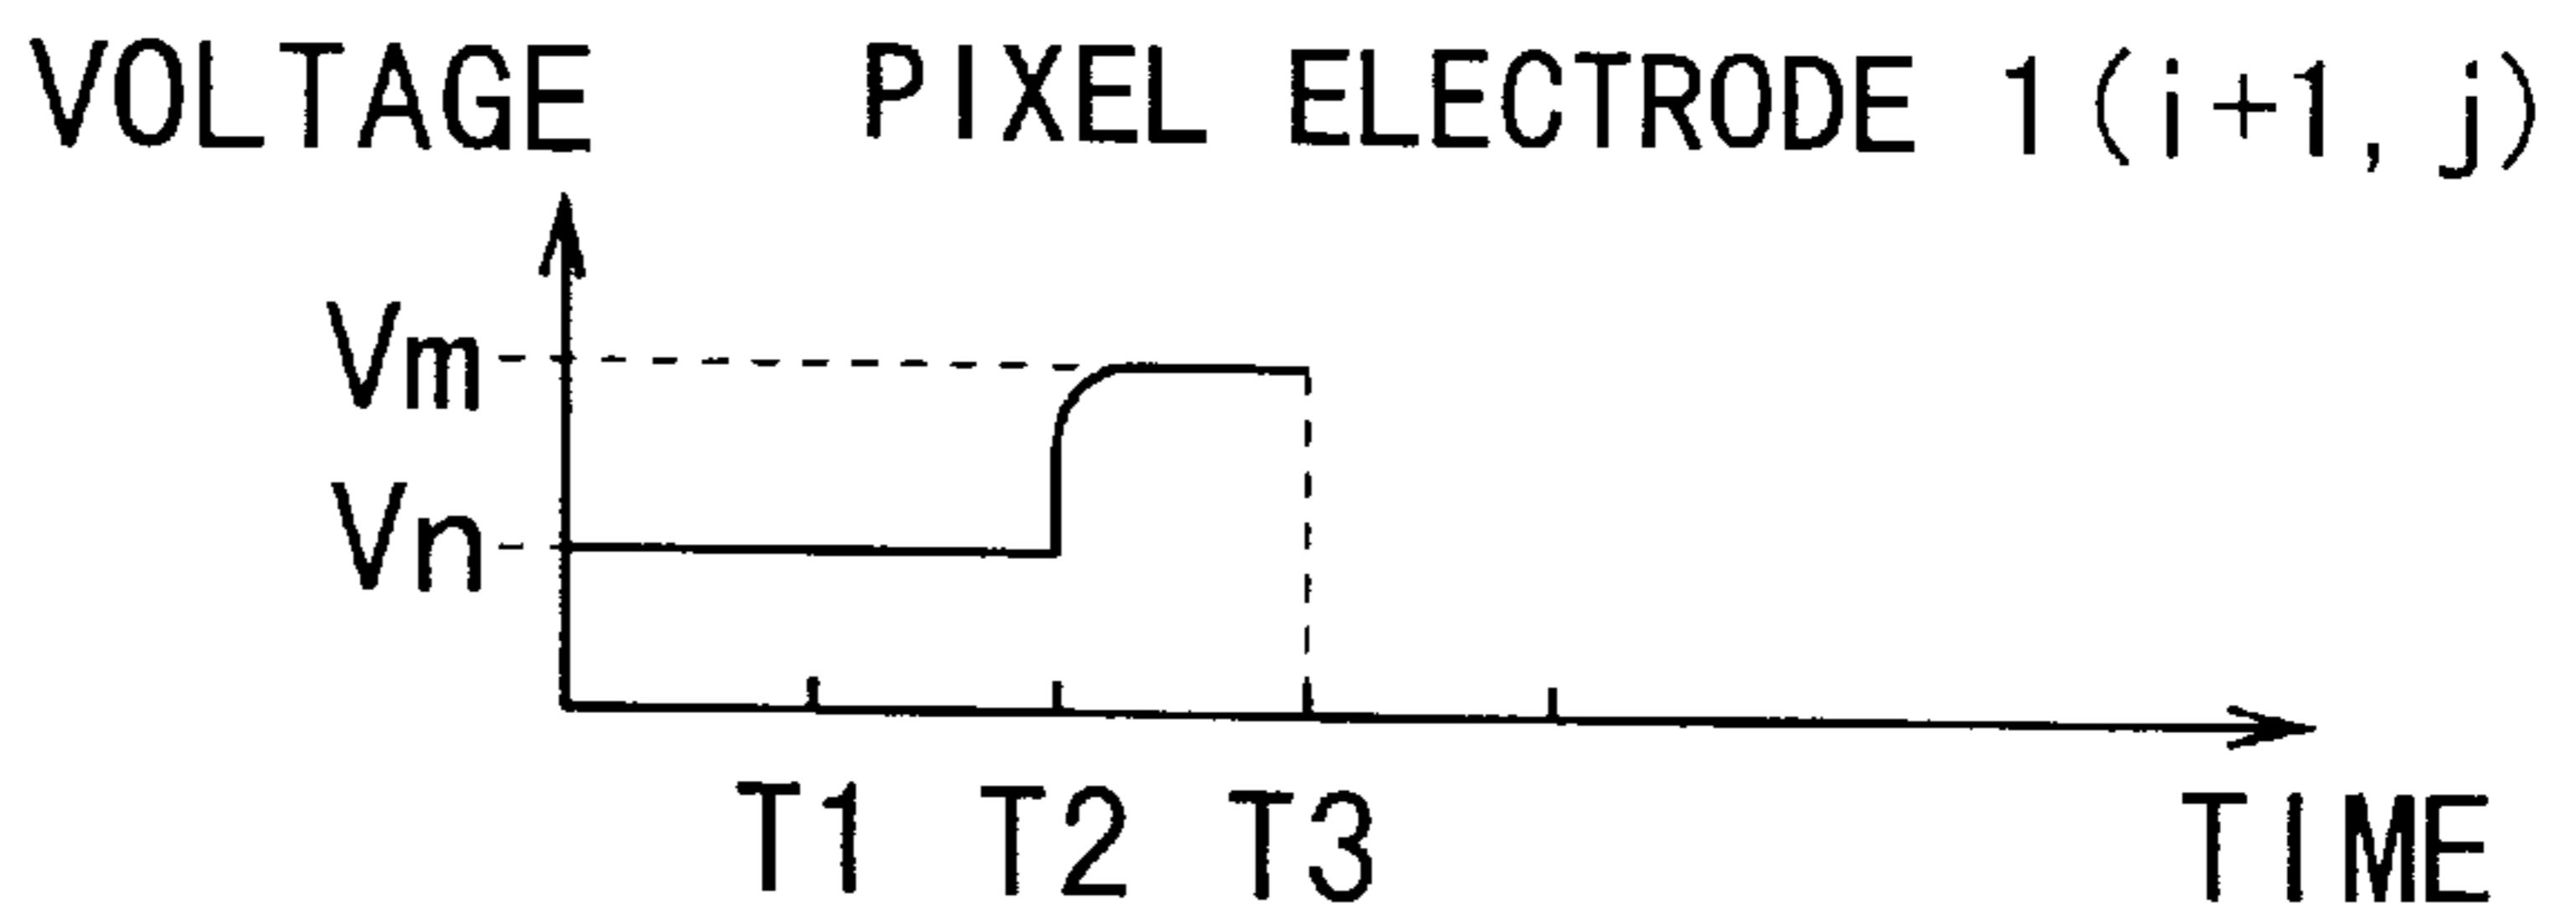 VOLTAGE PIXEL ELECTRODE 1(i+1, j)
Vm
Vn
T1 T2 T3 TIME